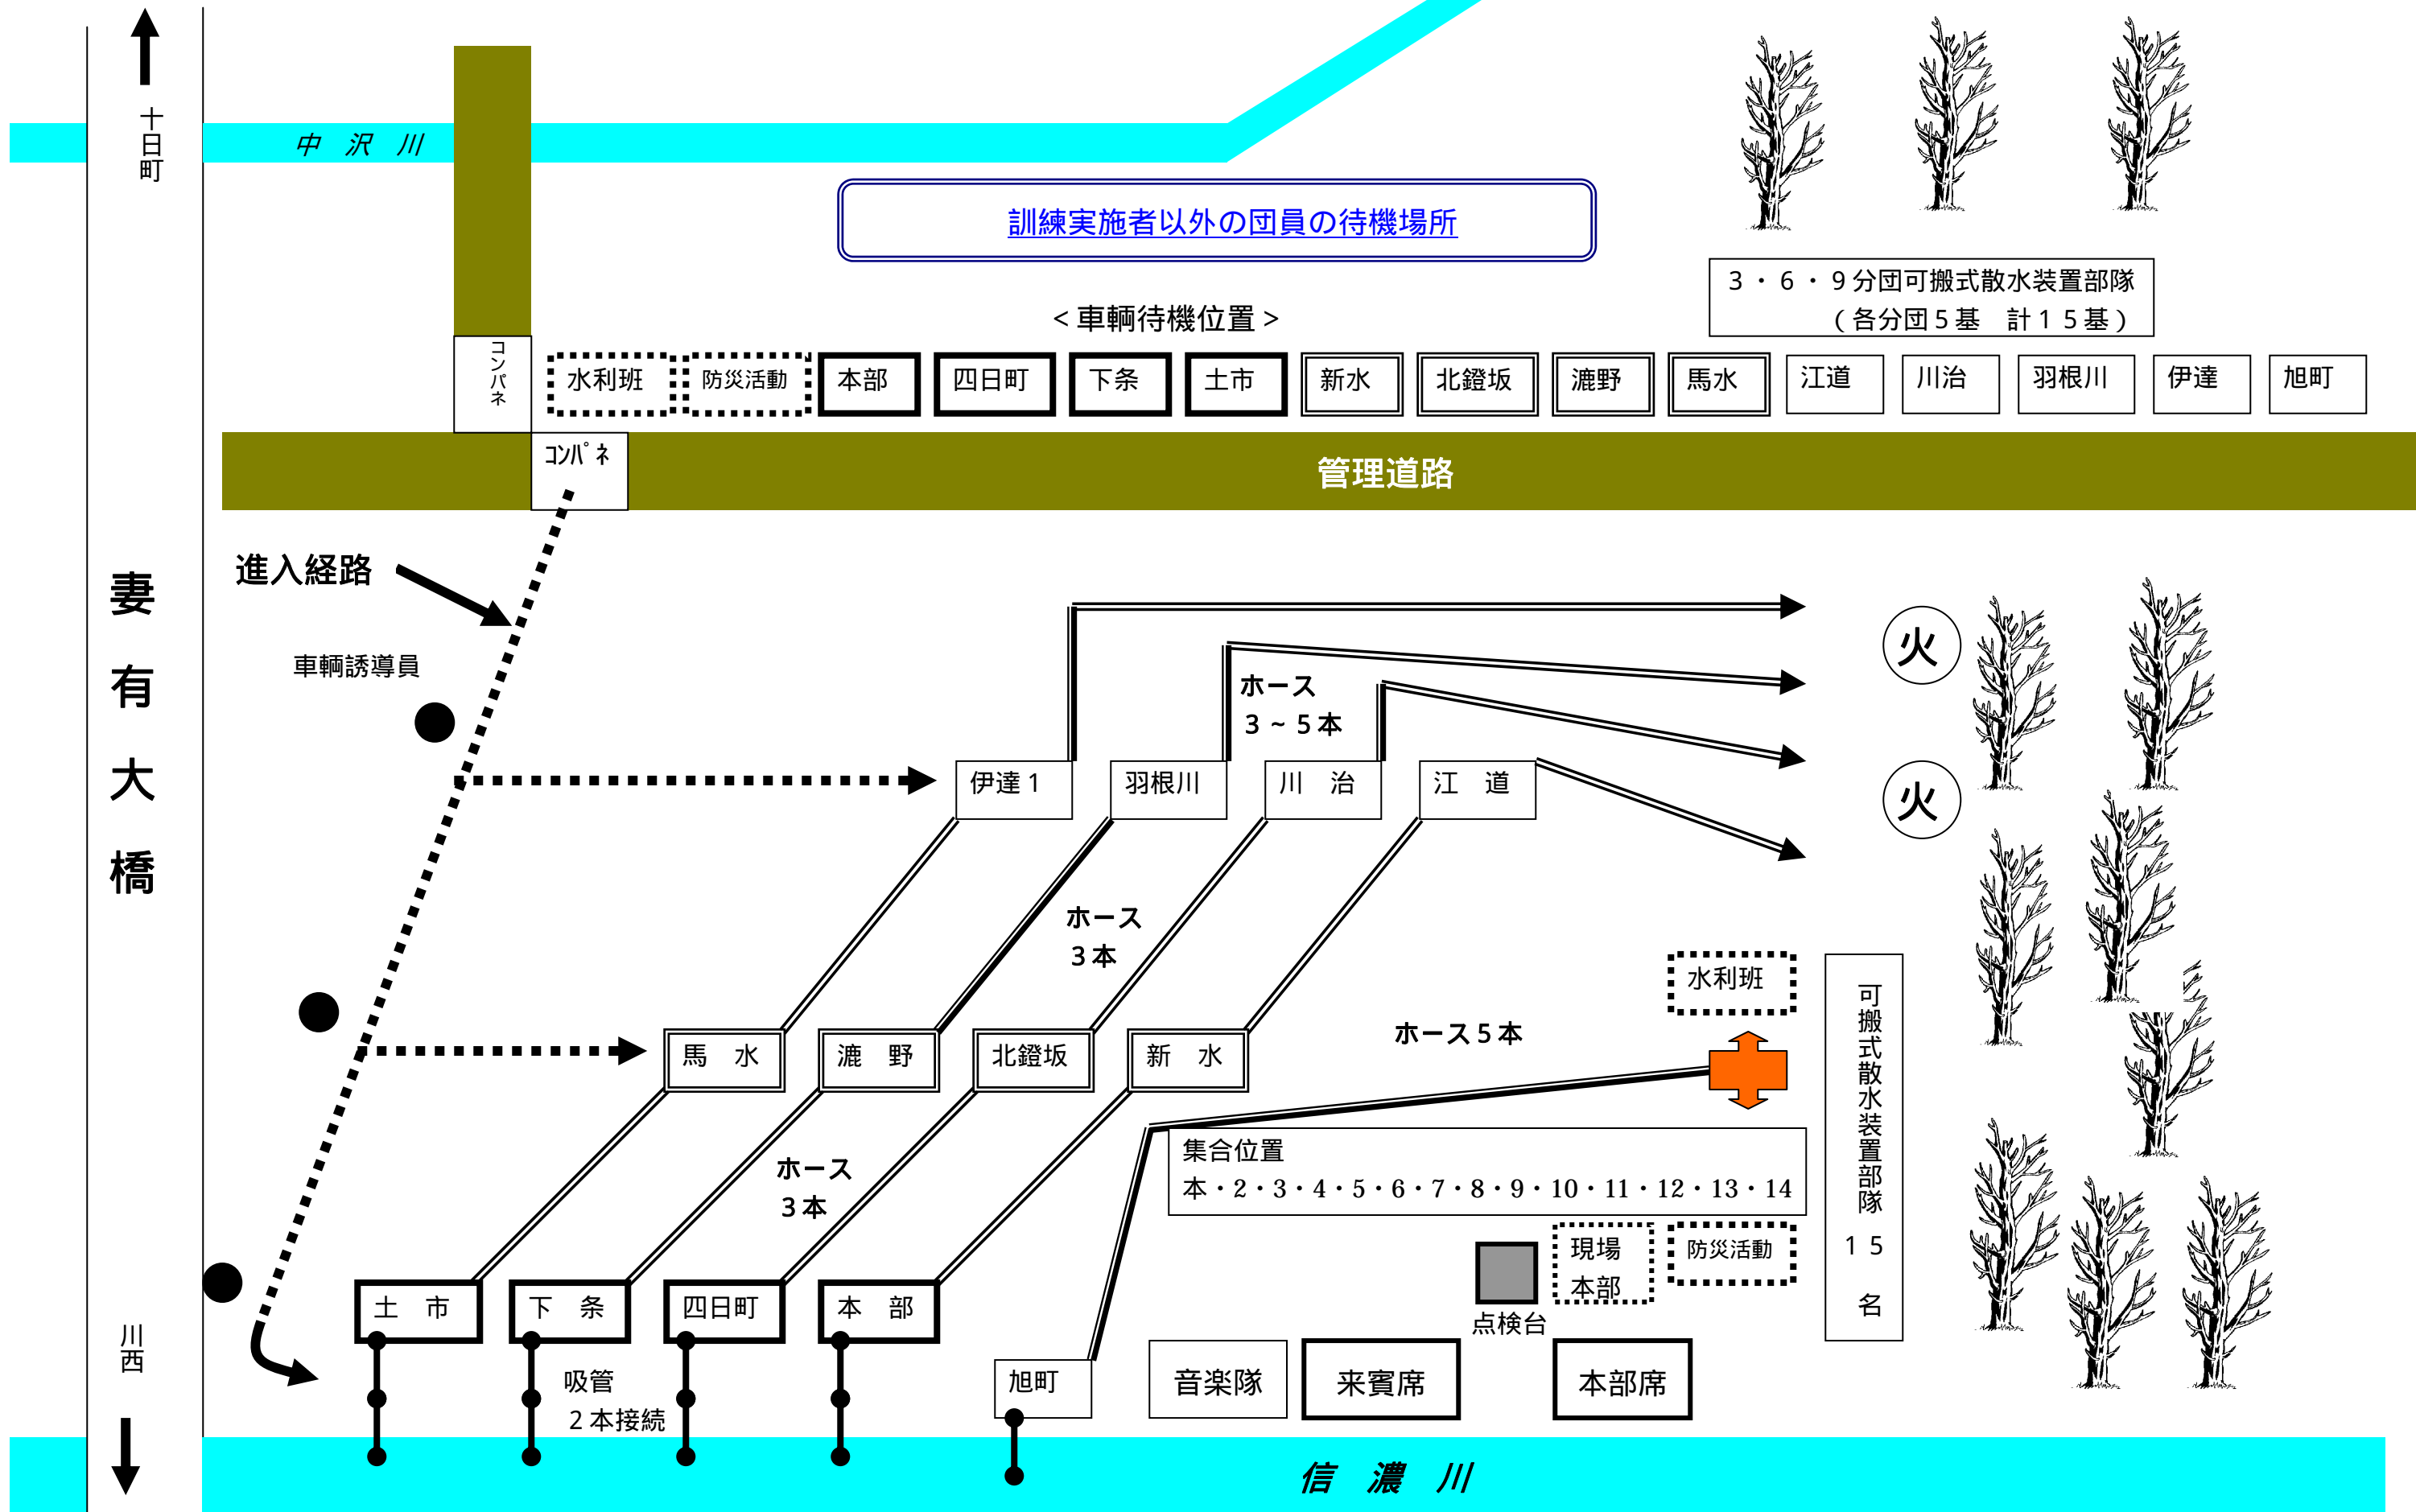 十日町
中 沢 川
訓練実施者以外の団員の待機場所
3・6・9分団可搬式散水装置部隊
（各分団5基 計15基）
<車輌待機位置>
コンパネ
水利班
防災活動
本部
四日町
下条
土市
新水
北鐙坂
漉野
馬水
江道
川治
羽根川
伊達
旭町
ｺﾝﾊﾟﾈ
管理道路
妻有大橋
進入経路
車輌誘導員
火
ホース
3~5本
伊達1
羽根川
川 治
江 道
火
ホース
3本
水利班
可搬式散水装置部隊 15名
ホース5本
馬 水
漉 野
北鐙坂
新 水
集合位置
本・2・3・4・5・6・7・8・9・10・11・12・13・14
ホース
3本
現場
本部
防災活動
点検台
土 市
下 条
四日町
本 部
川西
吸管
2本接続
旭町
音楽隊
来賓席
本部席
信 濃 川